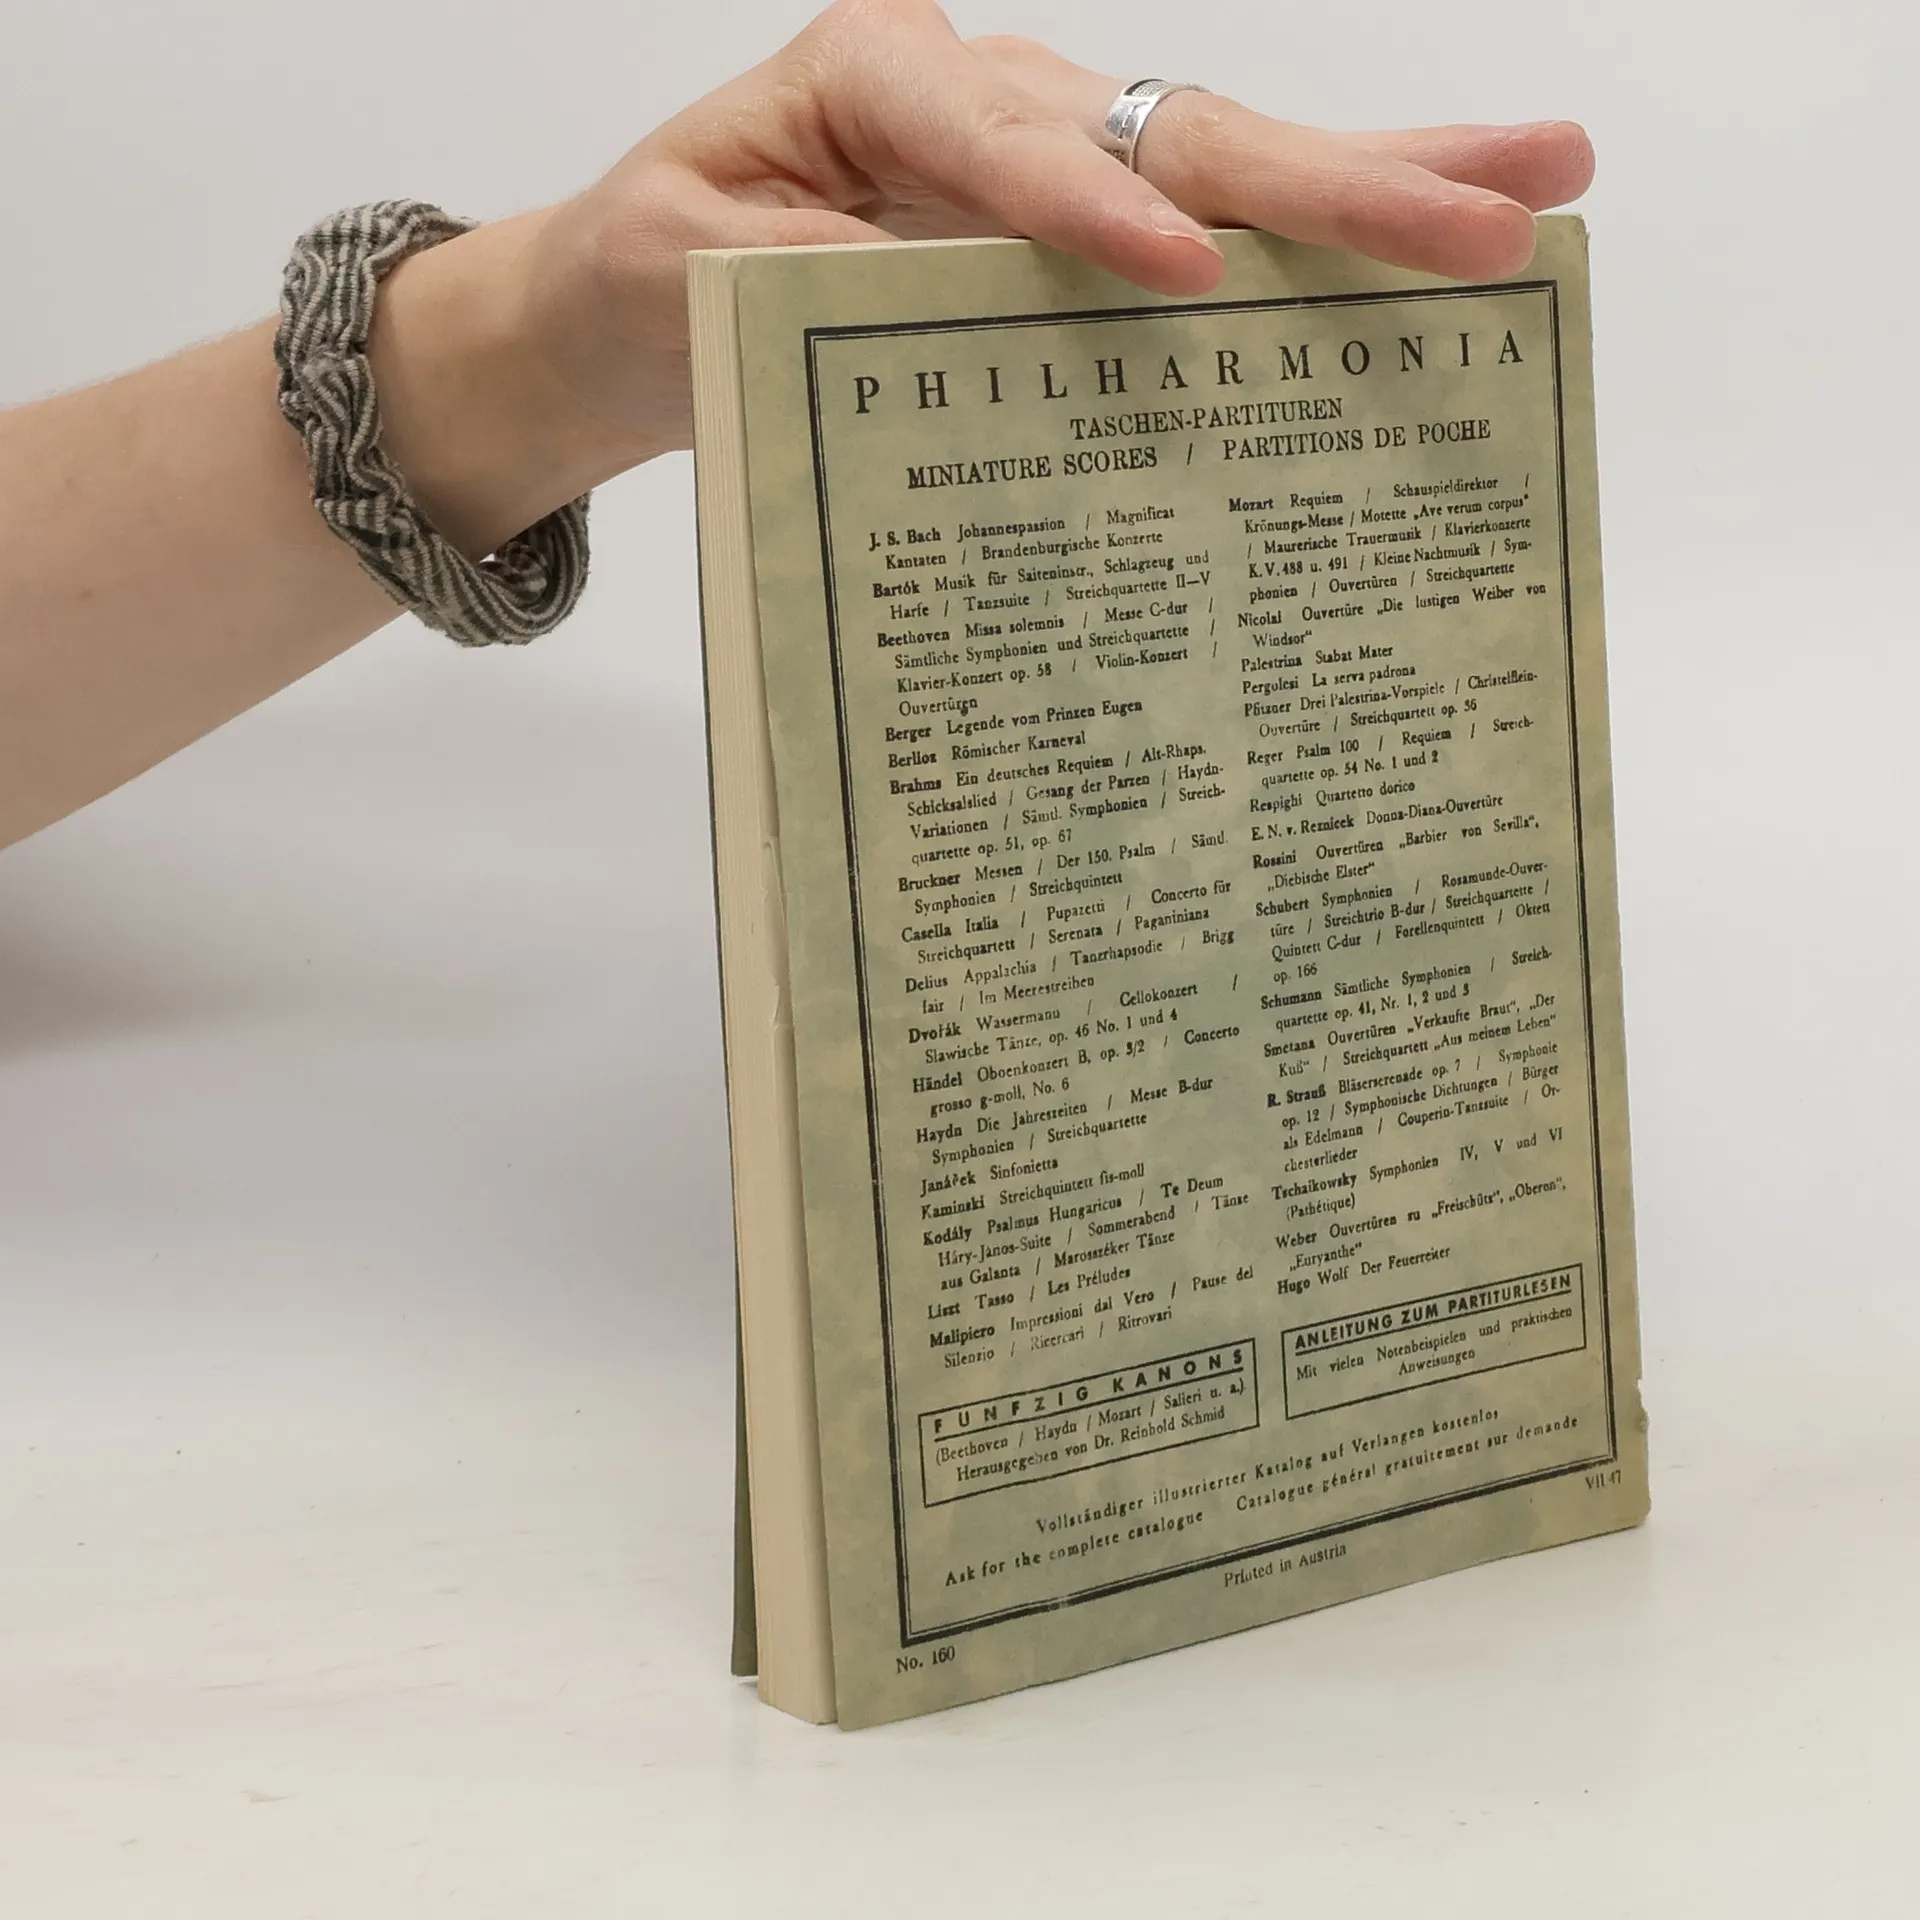 PHILHARMONIA
TASCHEN-PARTITUREN
MINIATURE SCORES / PARTITIONS DE POCHE
J. S. Bach Johannespassion / Magnificat
Kantaten / Brandenburgische Konzerte
Bartók Musik für Saiteninstr., Schlagzeug und
Harfe / Tanzsuite / Streichquartette II—V
Beethoven Missa solemnis / Messe C-dur /
Sämtliche Symphonien und Streichquartette /
Klavier-Konzert op. 58 / Violin-Konzert /
Ouvertüren
Berger Legende vom Prinzen Eugen
Berlioz Römischer Karneval
Brahms Ein deutsches Requiem / Alt-Rhaps.
Schicksalslied / Gesang der Parzen / Haydn-
Variationen / Sämtl. Symphonien / Streich-
quartette op. 51, op. 67
Bruckner Messen / Der 150. Psalm / Sämtl.
Symphonien / Streichquintett
Casella Italia / Pupazetti / Concerto für
Streichquartett / Serenata / Paganiniana
Delius Appalachia / Tanzrhapsodie / Brigg
fair / Im Meerestreiben
Dvořák Wassermann / Cellokonzert /
Slawische Tänze, op. 46 No. 1 und 4
Händel Oboenkonzert B, op. 3/2 / Concerto
grosso g-moll, No. 6
Haydn Die Jahreszeiten / Messe B-dur
Symphonien / Streichquartette
Janáček Sinfonietta
Kaminski Streichquintett fis-moll
Kodály Psalmus Hungaricus / Te Deum
Háry-János-Suite / Sommerabend / Tänze
aus Galanta / Marosszéker Tänze
Liszt Tasso / Les Préludes
Malipiero Impressioni dal Vero / Pause del
Silenzio / Ricercari / Ritrovari
Mozart Requiem / Schauspieldirektor /
Krönungs-Messe / Motette „Ave verum corpus“
/ Maurerische Trauermusik / Klavierkonzerte
K. V. 488 u. 491 / Kleine Nachtmusik / Sym-
phonien / Ouvertüren / Streichquartette
Nicolai Ouvertüre „Die lustigen Weiber von
Windsor“
Palestrina Stabat Mater
Pergolesi La serva padrona
Pfitzner Drei Palestrina-Vorspiele / Christelflein-
Ouvertüre / Streichquartett op. 36
Reger Psalm 100 / Requiem / Streich-
quartette op. 54 No. 1 und 2
Respighi Quartetto dorico
E. N. v. Reznicek Donna-Diana-Ouvertüre
Rossini Ouvertüren „Barbier von Sevilla“,
„Diebische Elster“
Schubert Symphonien / Rosamunde-Ouver-
türe / Streichtrio B-dur / Streichquartette /
Quintett C-dur / Forellenquintett / Oktett
op. 166
Schumann Sämtliche Symphonien / Streich-
quartette op. 41, Nr. 1, 2 und 3
Smetana Ouvertüren „Verkaufte Braut“, „Der
Kuß“ / Streichquartett „Aus meinem Leben“
R. Strauß Bläserserenade op. 7 / Symphonie
op. 12 / Symphonische Dichtungen / Bürger
als Edelmann / Couperin-Tanzsuite / Or-
chesterlieder
Tschaikowsky Symphonien IV, V und VI
(Pathétique)
Weber Ouvertüren zu „Freischütz“, „Oberon“,
„Euryanthe“
Hugo Wolf Der Feuerreiter
FUNFZIG KANONS
(Beethoven / Haydn / Mozart / Salieri u. a.)
Herausgegeben von Dr. Reinhold Schmid
ANLEITUNG ZUM PARTITURLESEN
Mit vielen Notenbeispielen und praktischen
Anweisungen
Vollständiger illustrierter Katalog auf Verlangen kostenlos
Ask for the complete catalogue Catalogue général gratuitement sur demande
No. 160
Printed in Austria
VII 47